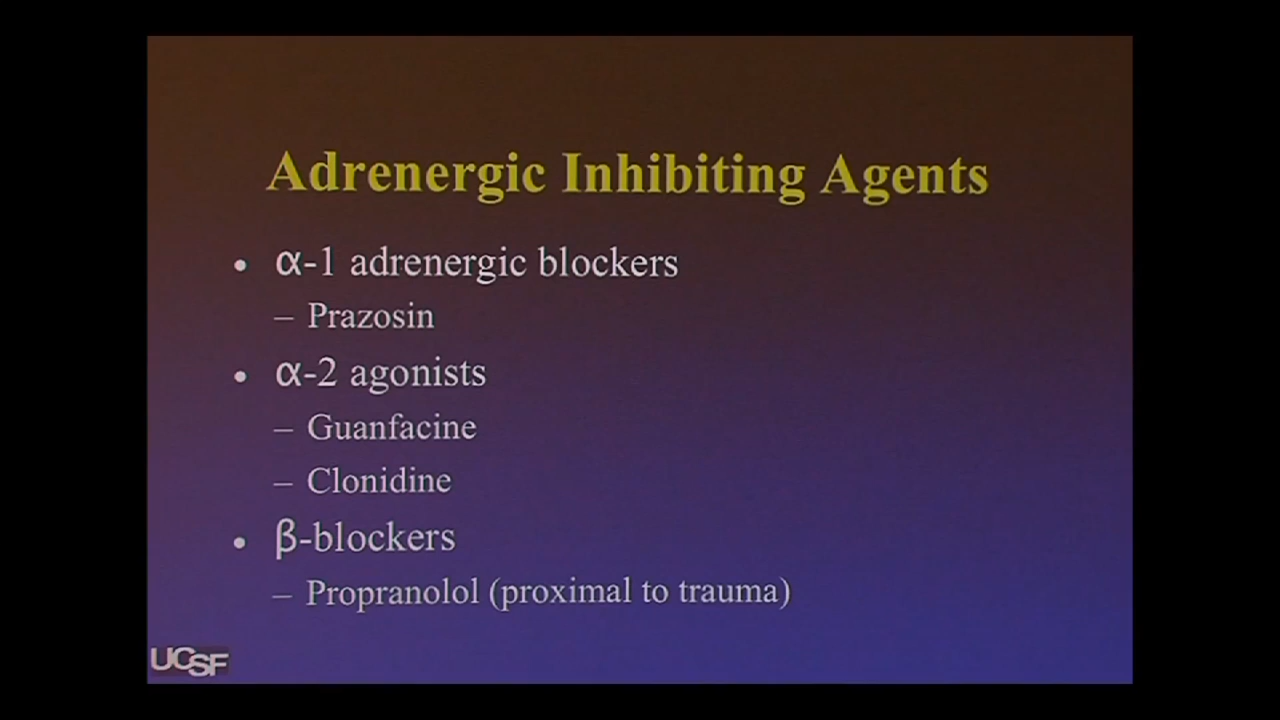 Adrenergic Inhibiting Agents
• α-1 adrenergic blockers
– Prazosin
• α-2 agonists
– Guanfacine
– Clonidine
• β-blockers
– Propranolol (proximal to trauma)
UCSF